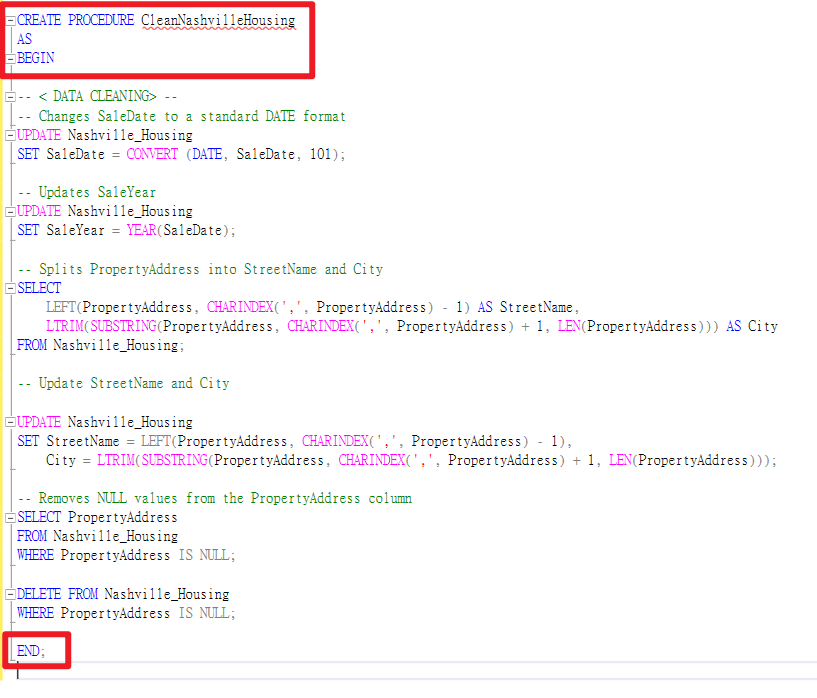 CREATE PROCEDURE CleanNashvilleHousing
AS
BEGIN
-- < DATA CLEANING> --
-- Changes SaleDate to a standard DATE format
UPDATE Nashville_Housing
SET SaleDate = CONVERT (DATE, SaleDate, 101);
-- Updates SaleYear
UPDATE Nashville_Housing
SET SaleYear = YEAR(SaleDate);
-- Splits PropertyAddress into StreetName and City
SELECT
LEFT(PropertyAddress, CHARINDEX(',', PropertyAddress) - 1) AS StreetName,
LTRIM(SUBSTRING(PropertyAddress, CHARINDEX(',', PropertyAddress) + 1, LEN(PropertyAddress))) AS City
FROM Nashville_Housing;
-- Update StreetName and City
UPDATE Nashville_Housing
SET StreetName = LEFT(PropertyAddress, CHARINDEX(',', PropertyAddress) - 1),
City = LTRIM(SUBSTRING(PropertyAddress, CHARINDEX(',', PropertyAddress) + 1, LEN(PropertyAddress)));
-- Removes NULL values from the PropertyAddress column
SELECT PropertyAddress
FROM Nashville_Housing
WHERE PropertyAddress IS NULL;
DELETE FROM Nashville_Housing
WHERE PropertyAddress IS NULL;
END;